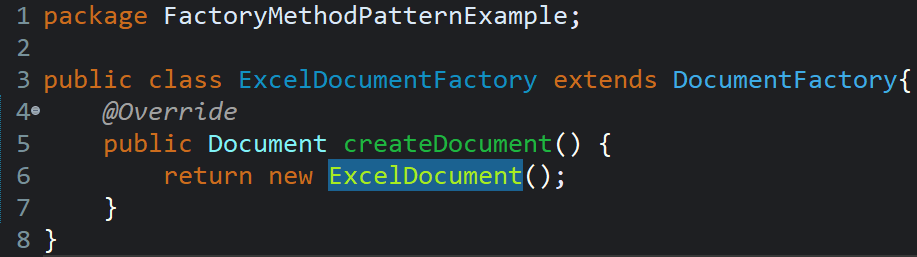 1 package FactoryMethodPatternExample;
2
3 public class ExcelDocumentFactory extends DocumentFactory{
4     @Override
5     public Document createDocument() {
6         return new ExcelDocument();
7     }
8 }